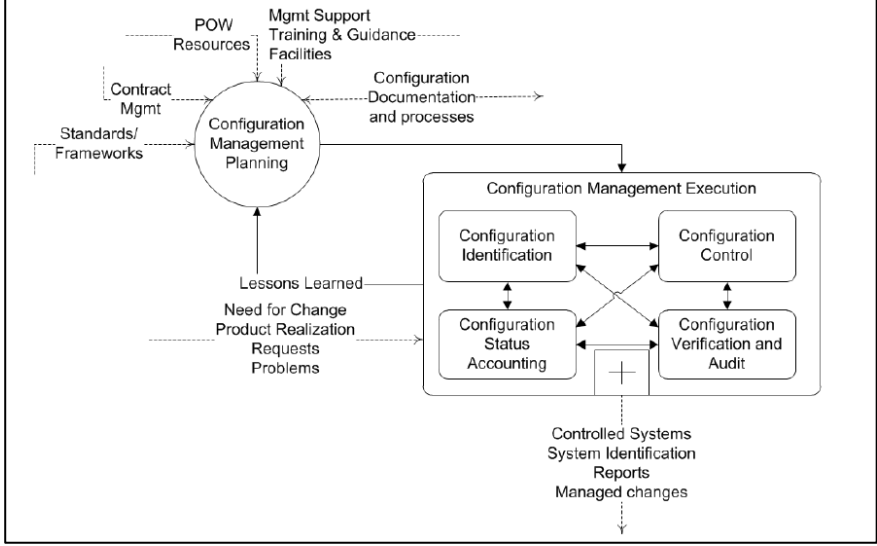 POW
Resources
Mgmt Support
Training & Guidance
Facilities
Contract
Mgmt
Configuration
Documentation
and processes
Standards/
Frameworks
Configuration
Management
Planning
Configuration Management Execution
Configuration
Identification
Configuration
Control
Lessons Learned
Need for Change
Product Realization
Requests
Problems
Configuration
Status
Accounting
Configuration
Verification and
Audit
Controlled Systems
System Identification
Reports
Managed changes